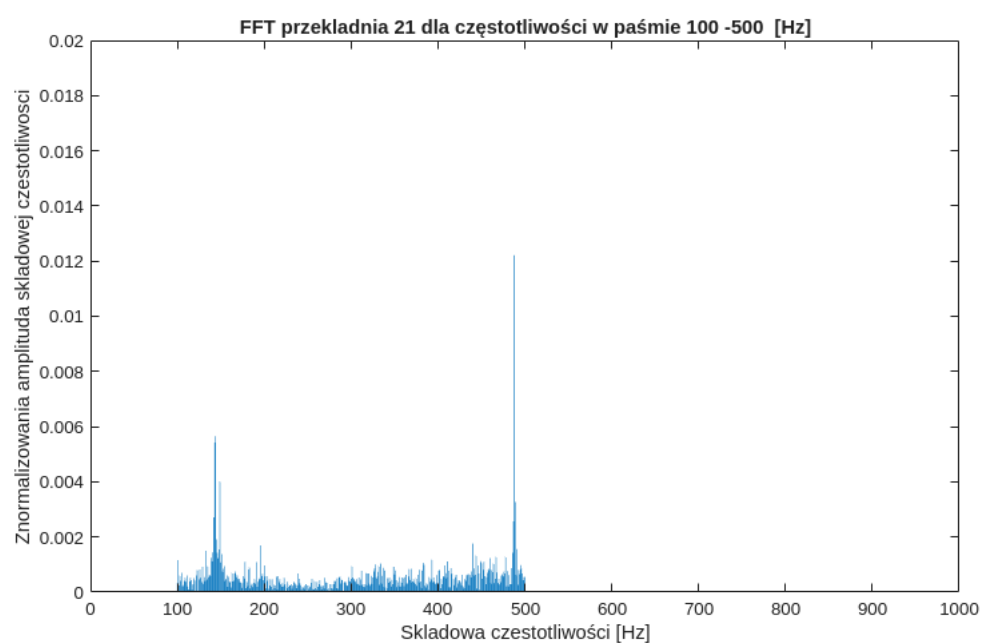 FFT przekladnia 21 dla częstotliwości w paśmie 100 -500  [Hz]
0.02
0.018
0.016
0.014
0.012
0.01
0.008
0.006
0.004
0.002
0
Znormalizowania amplituda skladowej czestotliwosci
0 100 200 300 400 500 600 700 800 900 1000
Skladowa czestotliwości [Hz]